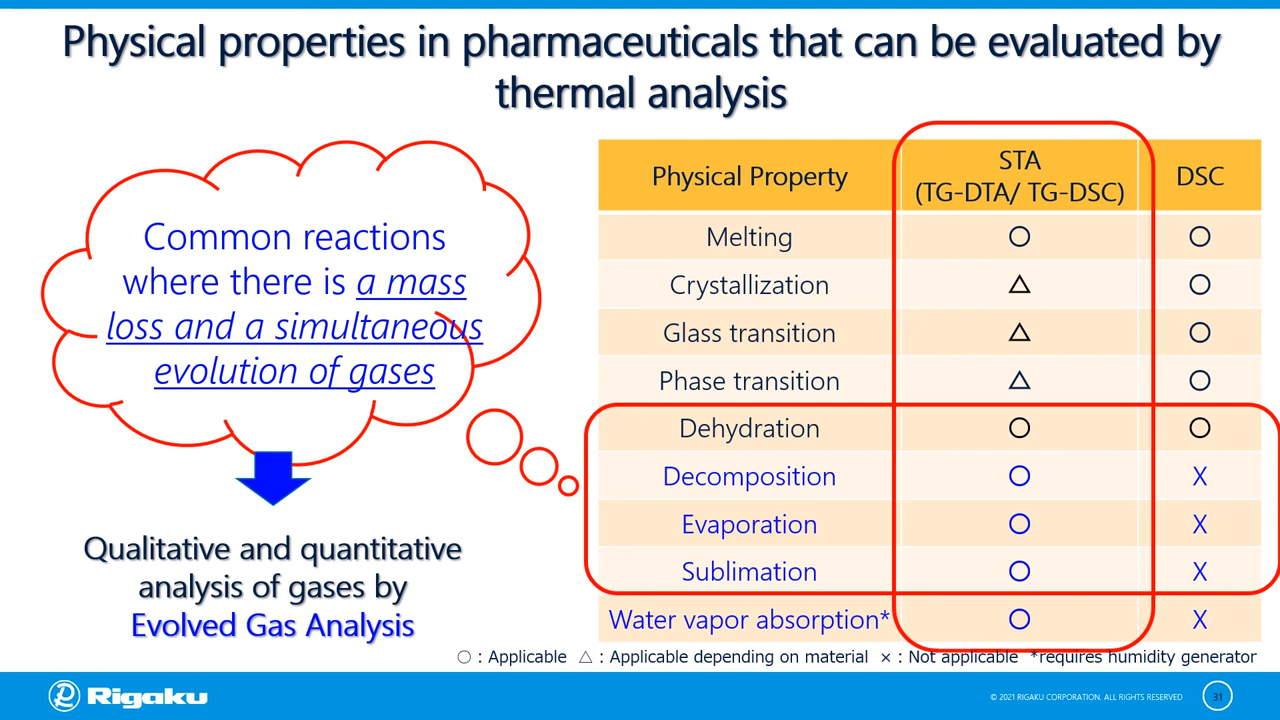 Physical properties in pharmaceuticals that can be evaluated by
thermal analysis
Common reactions
where there is a mass
loss and a simultaneous
evolution of gases
Qualitative and quantitative
analysis of gases by
Evolved Gas Analysis
Physical Property STA (TG-DTA/ TG-DSC) DSC
Melting ○ ○
Crystallization △ ○
Glass transition △ ○
Phase transition △ ○
Dehydration ○ ○
Decomposition ○ X
Evaporation ○ X
Sublimation ○ X
Water vapor absorption* ○ X
○ : Applicable △ : Applicable depending on material × : Not applicable *requires humidity generator
Rigaku
© 2021 RIGAKU CORPORATION. ALL RIGHTS RESERVED
31